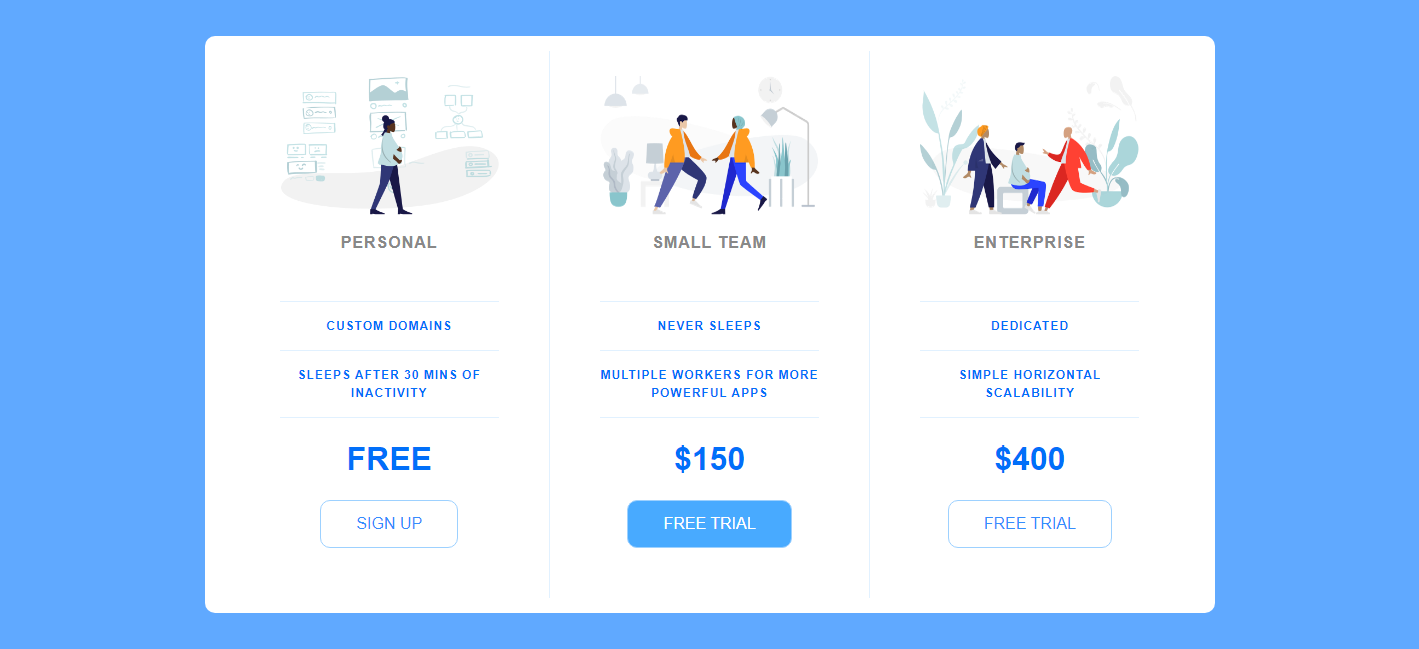 PERSONAL
CUSTOM DOMAINS
SLEEPS AFTER 30 MINS OF
INACTIVITY
FREE
SIGN UP
SMALL TEAM
NEVER SLEEPS
MULTIPLE WORKERS FOR MORE
POWERFUL APPS
$150
FREE TRIAL
ENTERPRISE
DEDICATED
SIMPLE HORIZONTAL
SCALABILITY
$400
FREE TRIAL